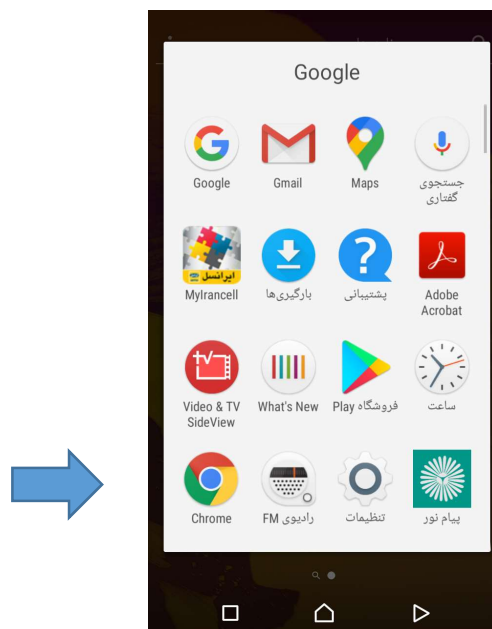 Google
Google
Gmail
Maps
جستجوی
گفتاری
ایرانسل
MyIrancell
بارگیری‌ها
پشتیبانی
Adobe
Acrobat
Video & TV
SideView
What's New
فروشگاه Play
ساعت
Chrome
رادیوی FM
تنظیمات
پیام نور